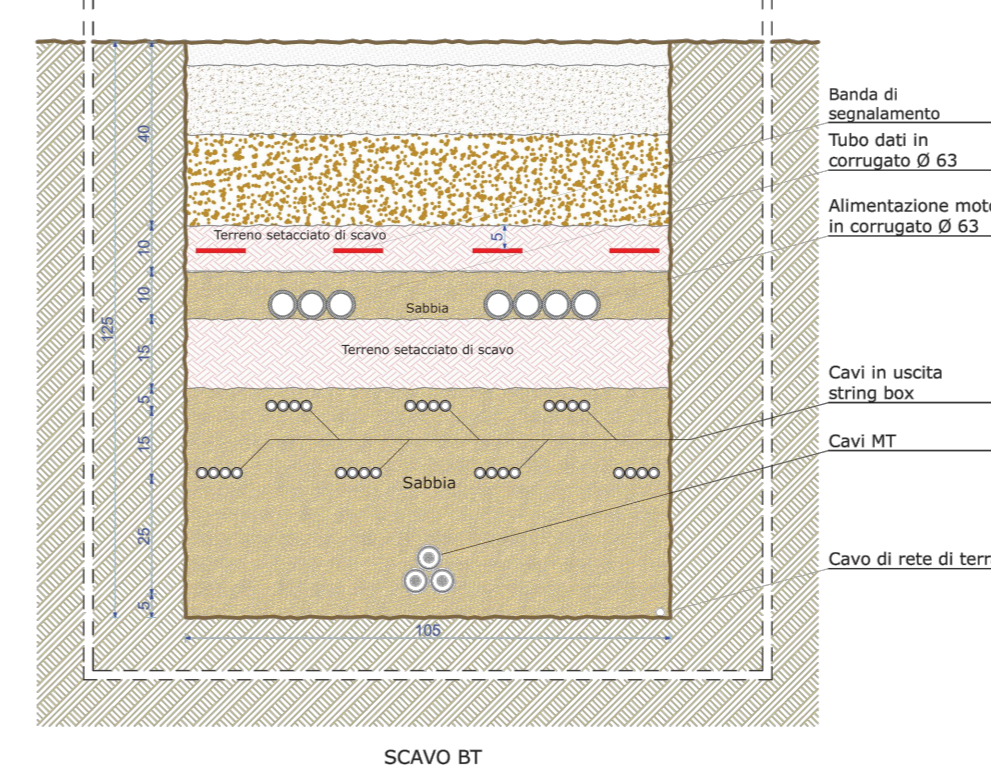 Banda di
segnalamento
Tubo dati in
corrugato Ø 63
Alimentazione moto
in corrugato Ø 63
40
Terreno setacciato di scavo
5
10
10
Sabbia
125
15
Terreno setacciato di scavo
Cavi in uscita
string box
5
15
Cavi MT
Sabbia
25
Cavo di rete di terr
5
105
SCAVO BT